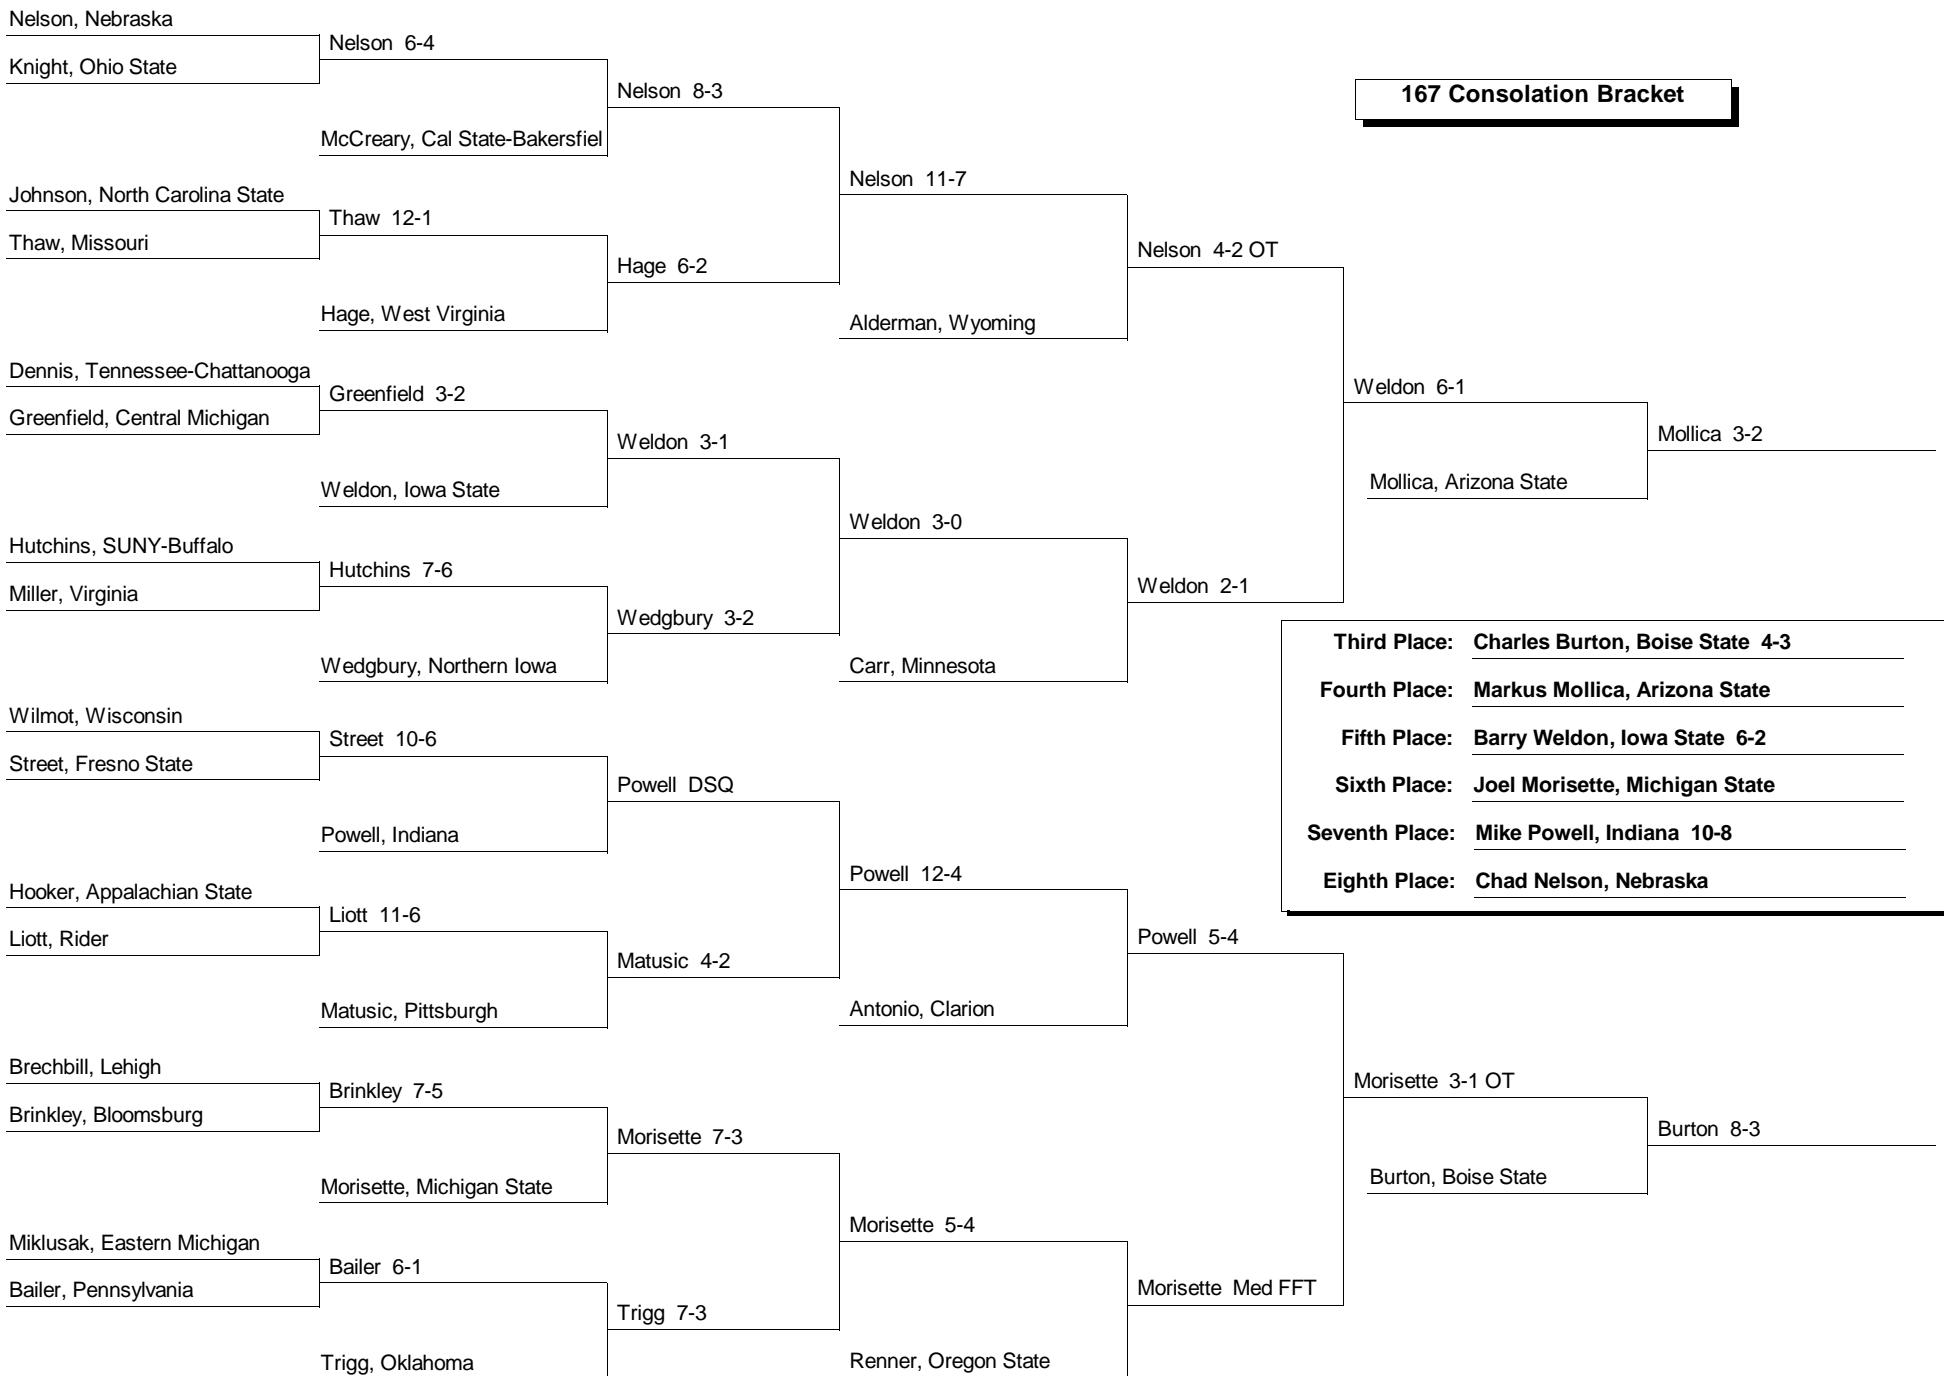 Nelson, Nebraska
Knight, Ohio State
Nelson 6-4
McCreary, Cal State-Bakersfiel
Nelson 8-3
Johnson, North Carolina State
Thaw, Missouri
Thaw 12-1
Hage, West Virginia
Hage 6-2
Nelson 11-7
Alderman, Wyoming
Nelson 4-2 OT
Dennis, Tennessee-Chattanooga
Greenfield, Central Michigan
Greenfield 3-2
Weldon, Iowa State
Weldon 3-1
Hutchins, SUNY-Buffalo
Miller, Virginia
Hutchins 7-6
Wedgbury, Northern Iowa
Wedgbury 3-2
Weldon 3-0
Carr, Minnesota
Weldon 2-1
Weldon 6-1
Mollica, Arizona State
Mollica 3-2
167 Consolation Bracket
Wilmot, Wisconsin
Street, Fresno State
Street 10-6
Powell, Indiana
Powell DSQ
Hooker, Appalachian State
Liott, Rider
Liott 11-6
Matusic, Pittsburgh
Matusic 4-2
Powell 12-4
Antonio, Clarion
Powell 5-4
Brechbill, Lehigh
Brinkley, Bloomsburg
Brinkley 7-5
Morisette, Michigan State
Morisette 7-3
Miklusak, Eastern Michigan
Bailer, Pennsylvania
Bailer 6-1
Trigg, Oklahoma
Trigg 7-3
Morisette 5-4
Renner, Oregon State
Morisette Med FFT
Morisette 3-1 OT
Burton, Boise State
Burton 8-3
Third Place: Charles Burton, Boise State 4-3
Fourth Place: Markus Mollica, Arizona State
Fifth Place: Barry Weldon, Iowa State 6-2
Sixth Place: Joel Morisette, Michigan State
Seventh Place: Mike Powell, Indiana 10-8
Eighth Place: Chad Nelson, Nebraska